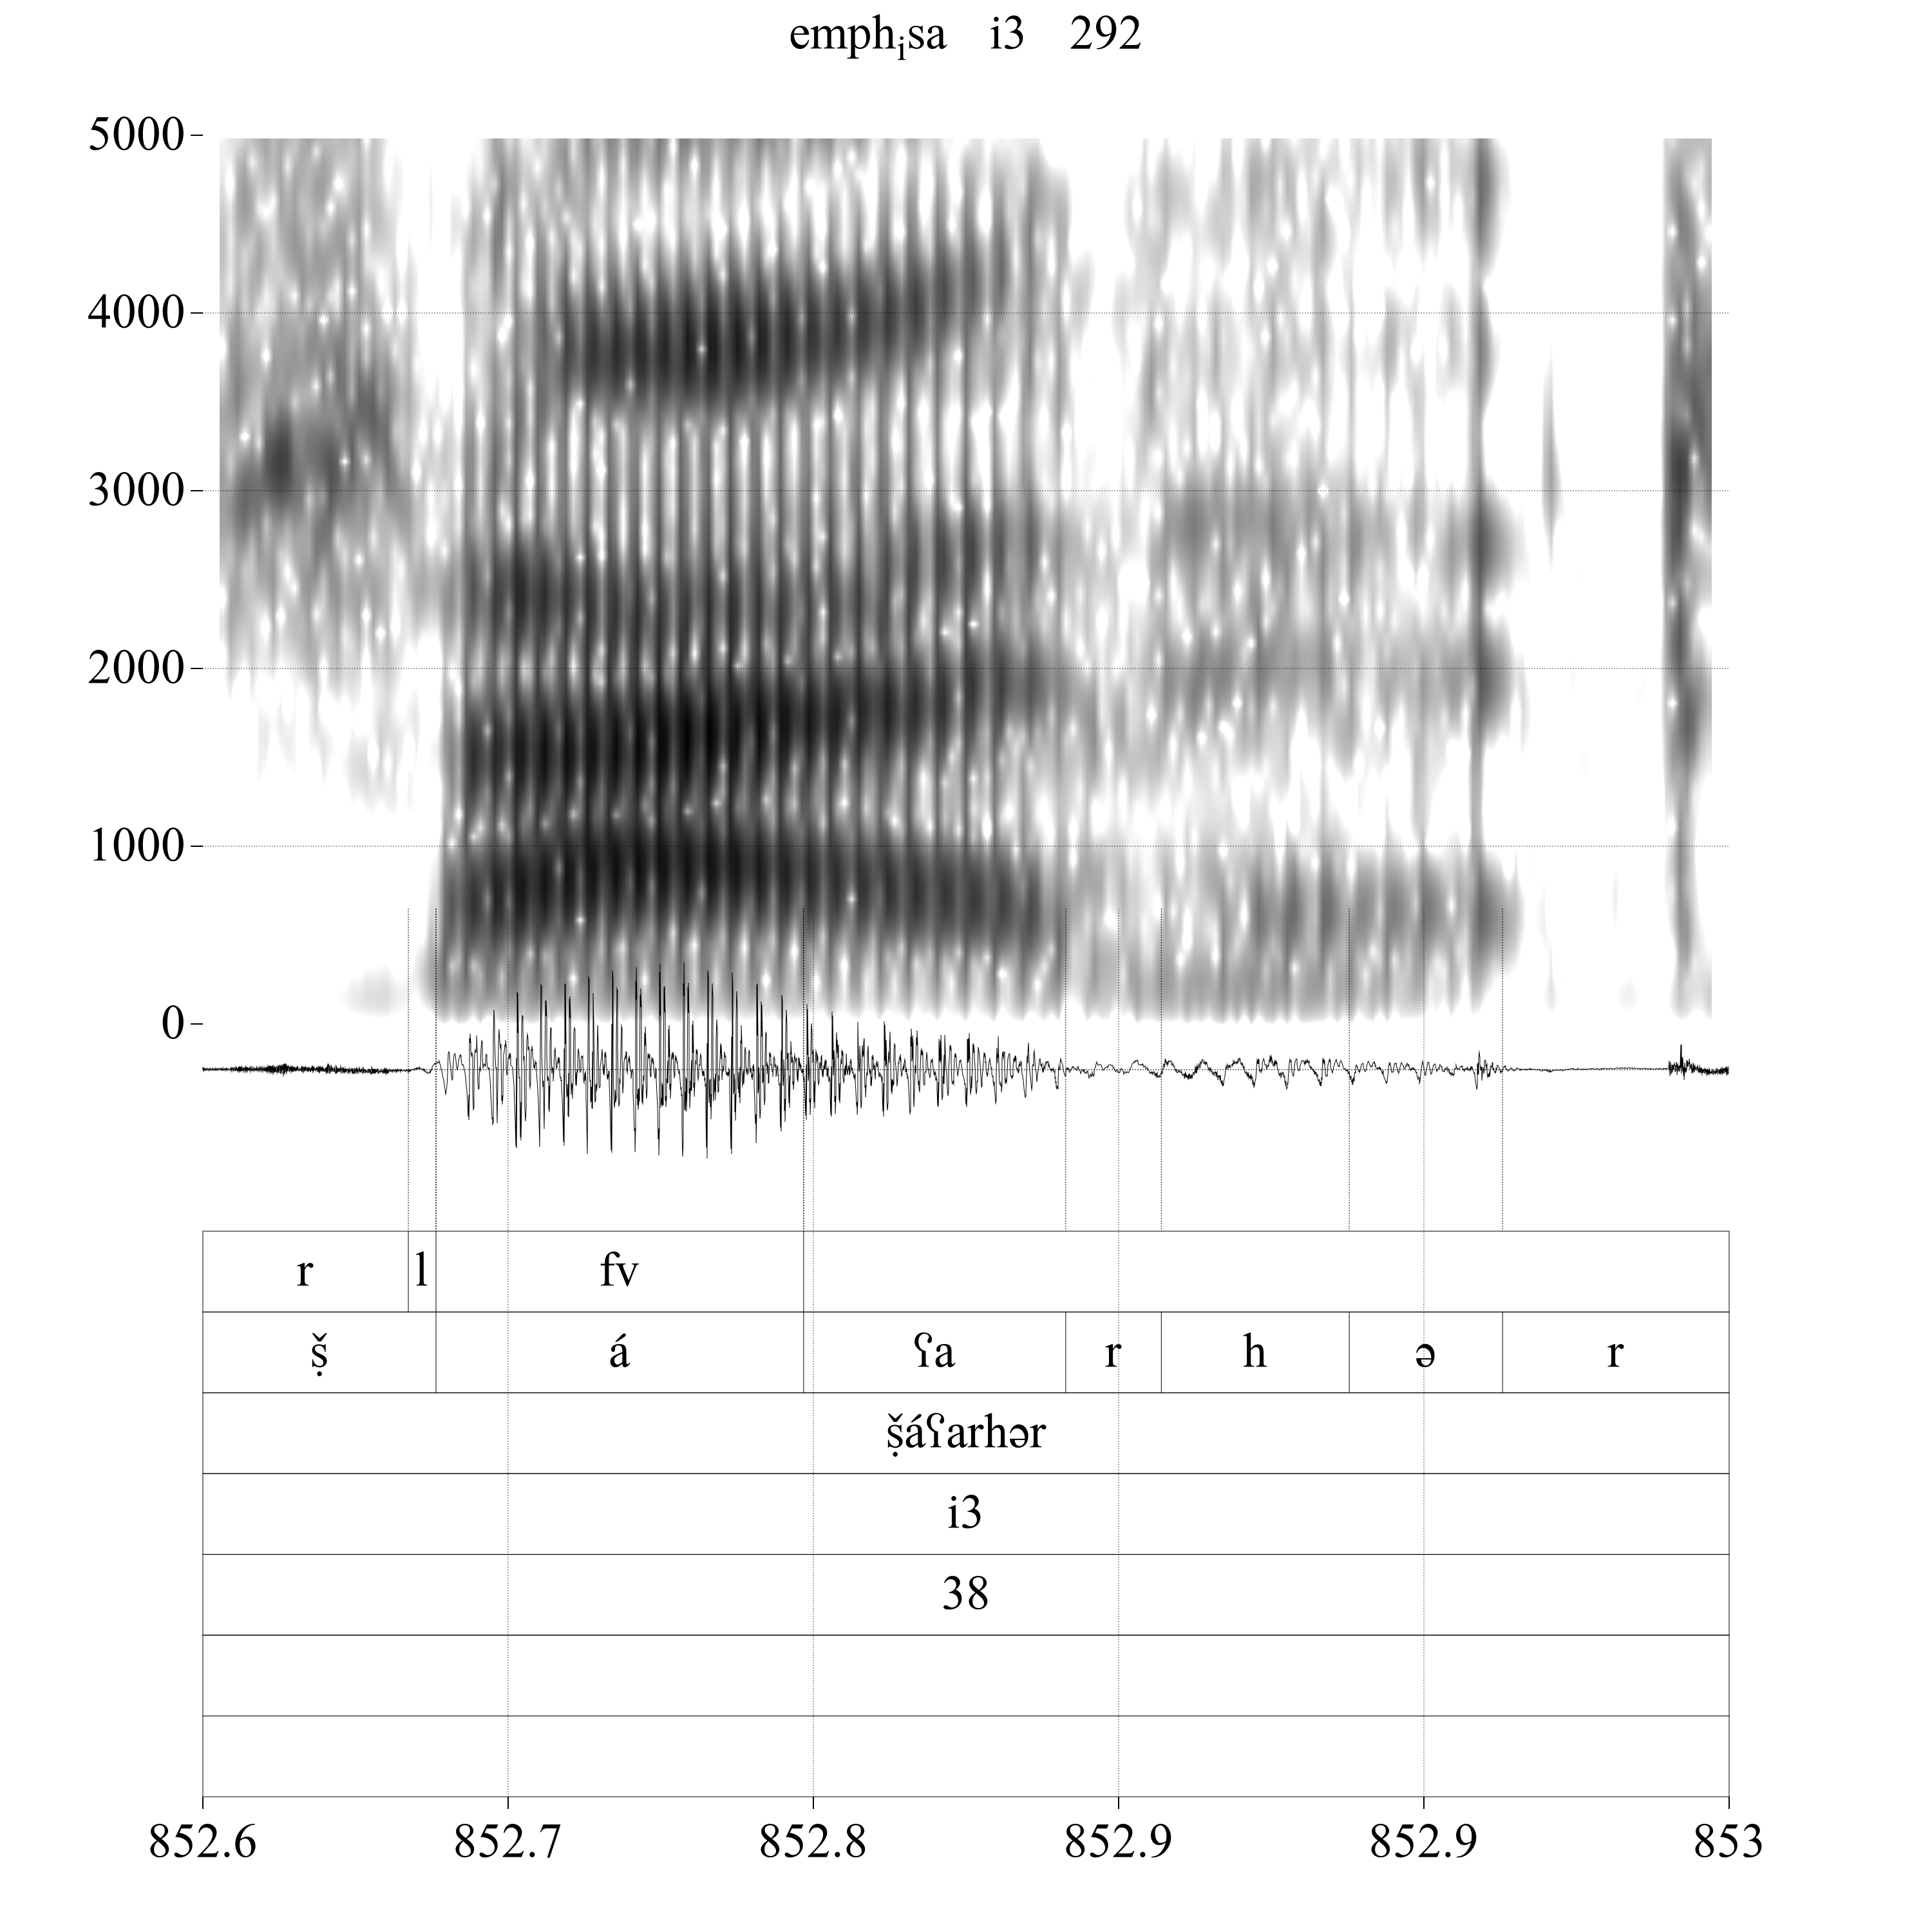 emphᵢsa i3 292
5000
4000
3000
2000
1000
0
r l fv
ṣ̌ á ʕa r h ə r
ṣ̌áʕarhər
i3
38
852.6 852.7 852.8 852.9 852.9 853